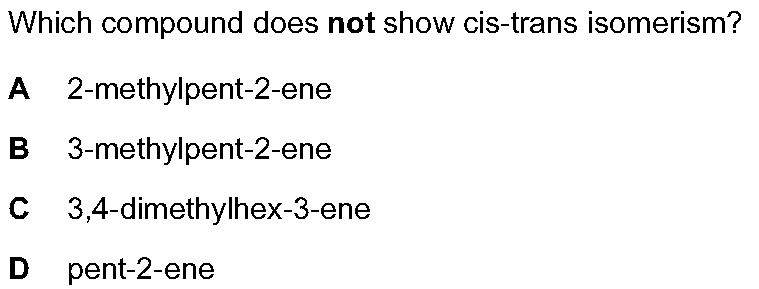 Which compound does not show cis-trans isomerism?
A 2-methylpent-2-ene
B 3-methylpent-2-ene
C 3,4-dimethylhex-3-ene
D pent-2-ene